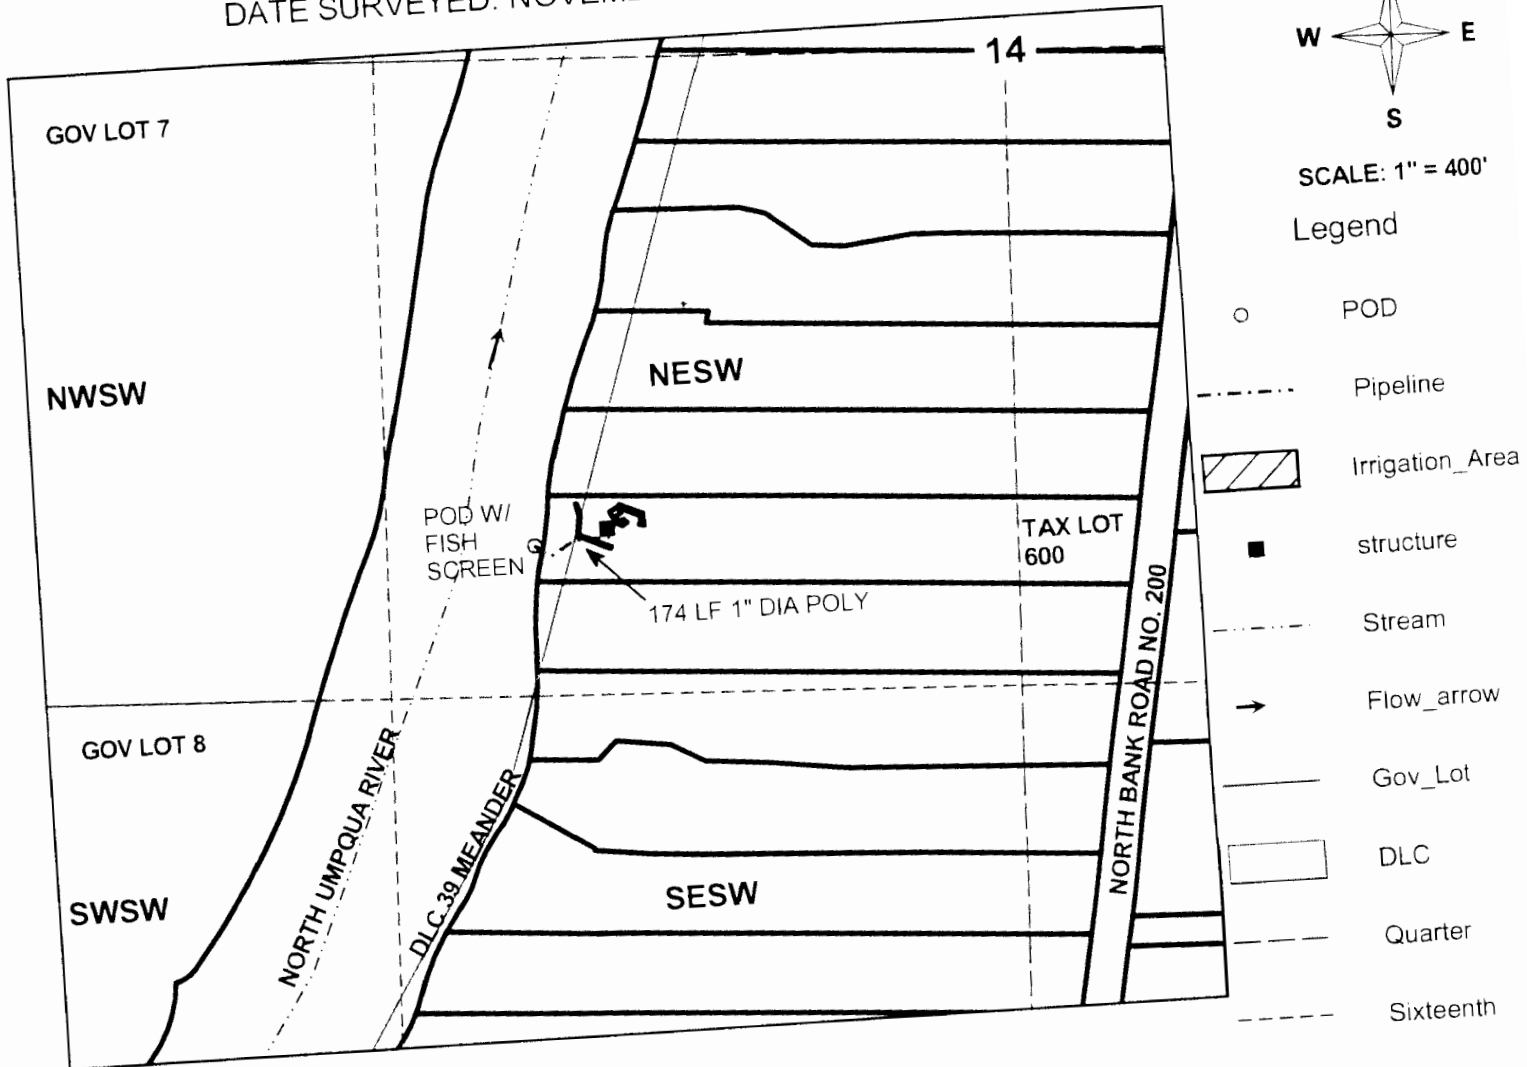 DATE SURVEYED:
14
W
E
S
SCALE: 1" = 400'
Legend
POD
Pipeline
Irrigation_Area
structure
Stream
Flow_arrow
Gov_Lot
DLC
Quarter
Sixteenth
GOV LOT 7
NWSW
NESW
POD W/
FISH
SCREEN
TAX LOT
600
174 LF 1" DIA POLY
GOV LOT 8
SWSW
SESW
NORTH UMPQUA RIVER
DLC 39 MEANDER
NORTH BANK ROAD NO. 200